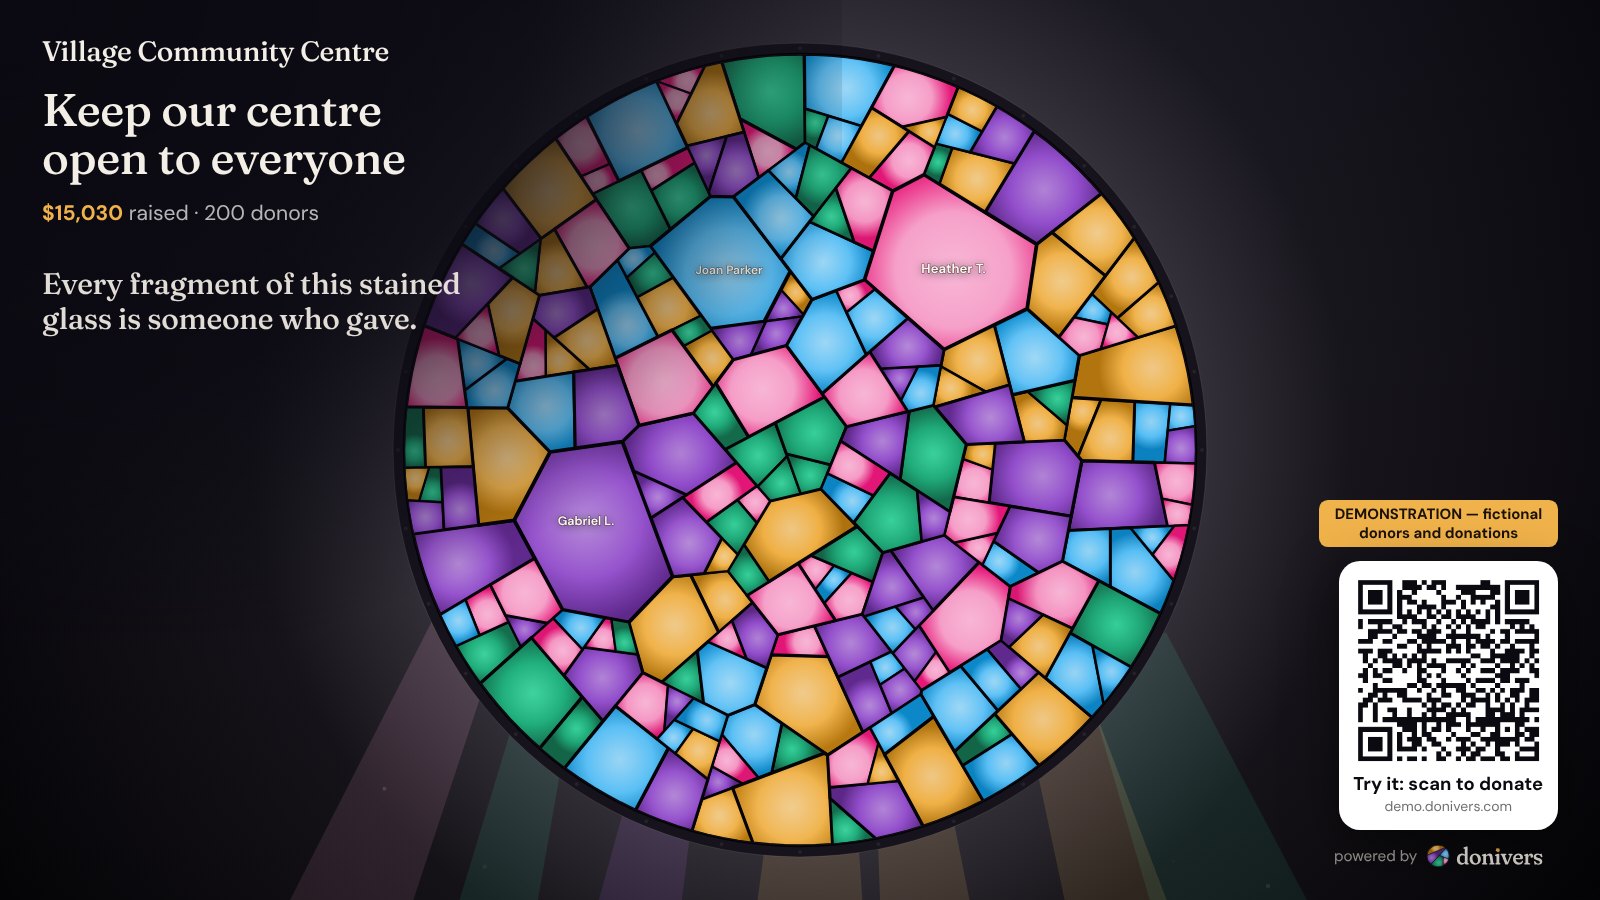 Village Community Centre
Keep our centre
open to everyone
$15,030 raised · 200 donors
Every fragment of this stained
glass is someone who gave.
Joan Parker
Heather T.
Gabriel L.
DEMONSTRATION — fictional
donors and donations
Try it: scan to donate
demo.donivers.com
powered by donivers